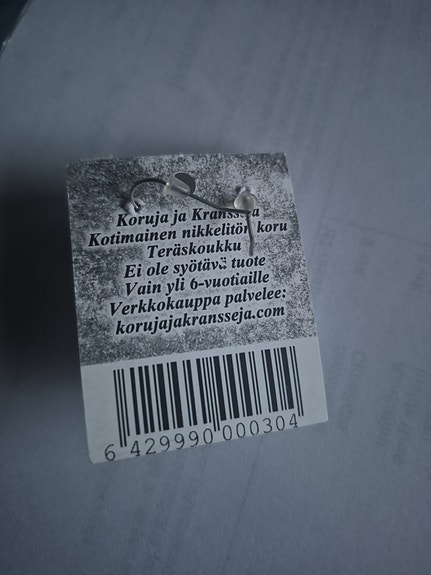 Koruja ja Kransseja
Kotimainen nikkelitön koru
Teräskoukku
Ei ole syötävä tuote
Vain yli 6-vuotiaille
Verkkokauppa palvelee:
korujajakransseja.com
6 429990 000304